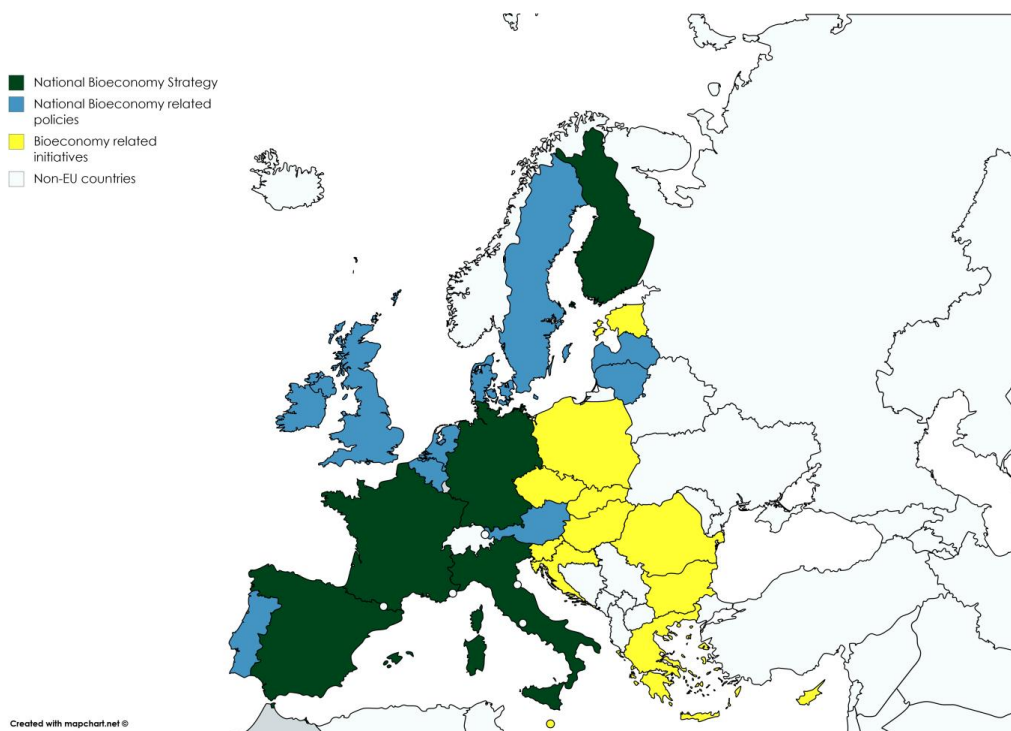 National Bioeconomy Strategy
National Bioeconomy related
policies
Bioeconomy related
initiatives
Non-EU countries
Created with mapchart.net ©